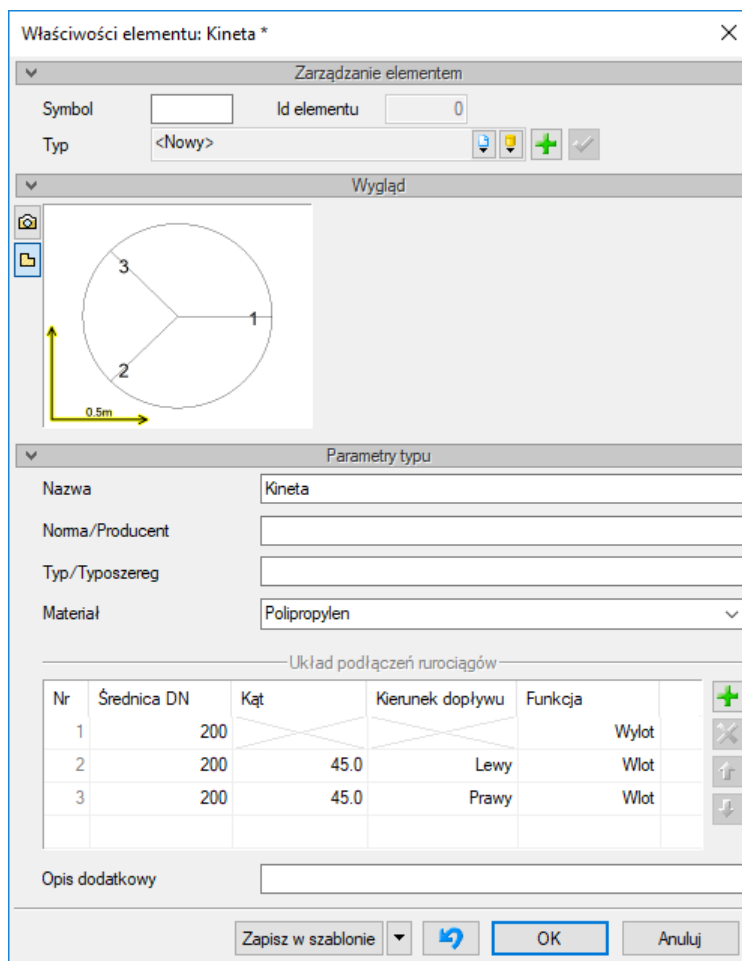 Właściwości elementu: Kineta *
Zarządzanie elementem
Symbol Id elementu 0
Typ <Nowy>
Wygląd
3
1
2
0.5m
Parametry typu
Nazwa Kineta
Norma/Producent
Typ/Typoszereg
Materiał Polipropylen
Układ podłączeń rurociągów
Nr Średnica DN Kąt Kierunek dopływu Funkcja
1 200 Wylot
2 200 45.0 Lewy Wlot
3 200 45.0 Prawy Wlot
Opis dodatkowy
Zapisz w szablonie OK Anuluj